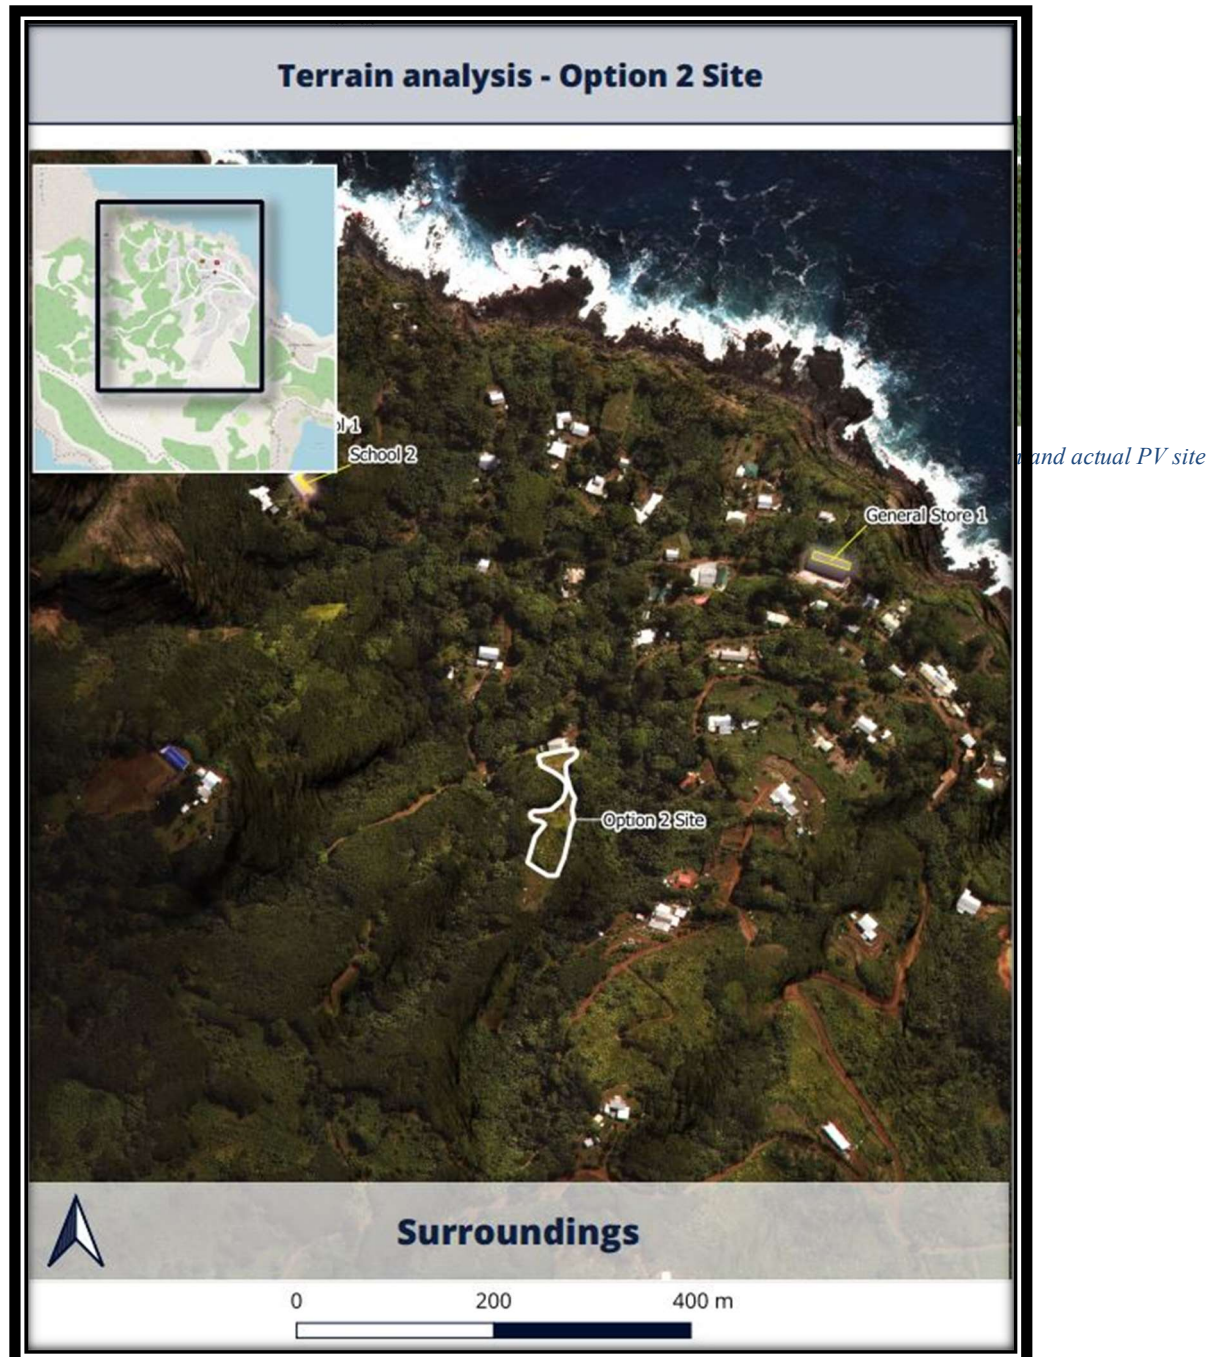 Terrain analysis - Option 2 Site
School 2
and actual PV site
General Store 1
Option 2 Site
Surroundings
0 200 400 m